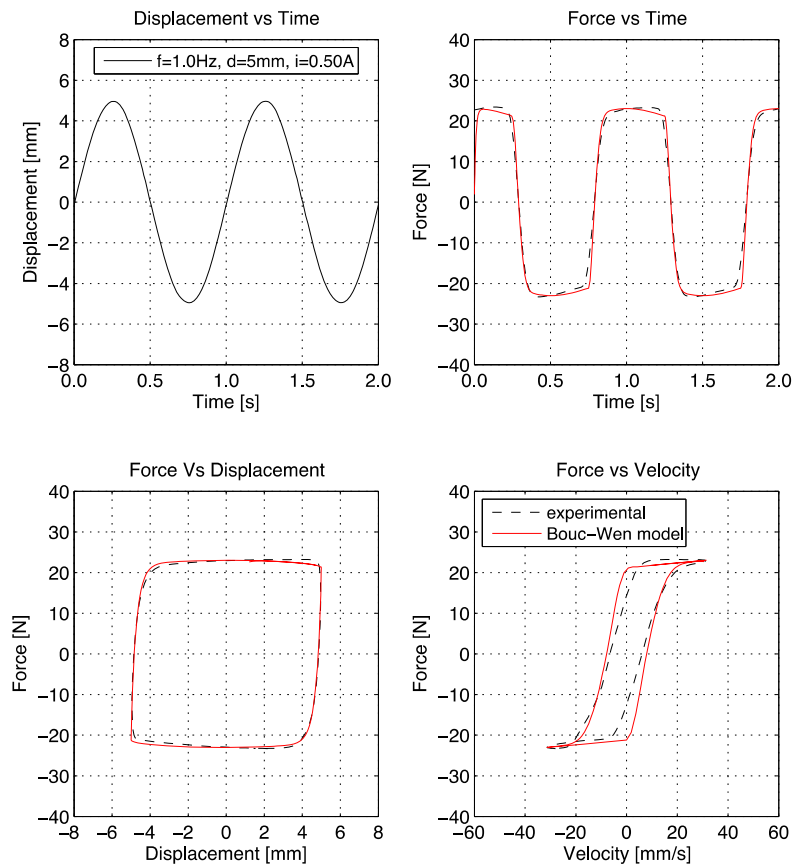 Displacement vs Time
8
6
4
2
0
−2
−4
−6
−8
Displacement [mm]
f=1.0Hz, d=5mm, i=0.50A
0.0 0.5 1.0 1.5 2.0
Time [s]
Force vs Time
40
30
20
10
0
−10
−20
−30
−40
Force [N]
0.0 0.5 1.0 1.5 2.0
Time [s]
Force Vs Displacement
40
30
20
10
0
−10
−20
−30
−40
Force [N]
−8 −6 −4 −2 0 2 4 6 8
Displacement [mm]
Force vs Velocity
40
30
20
10
0
−10
−20
−30
−40
Force [N]
experimental
Bouc−Wen model
−60 −40 −20 0 20 40 60
Velocity [mm/s]